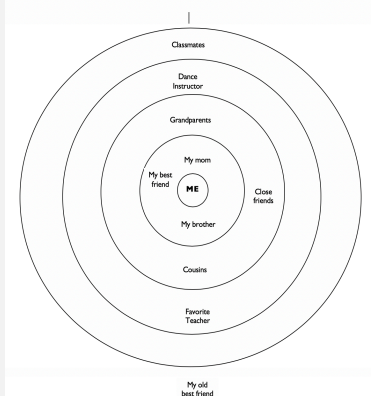 Classmates
Dance
Instructor
Grandparents
My mom
My best
friend
ME
Close
friends
My brother
Cousins
Favorite
Teacher
My old
best friend